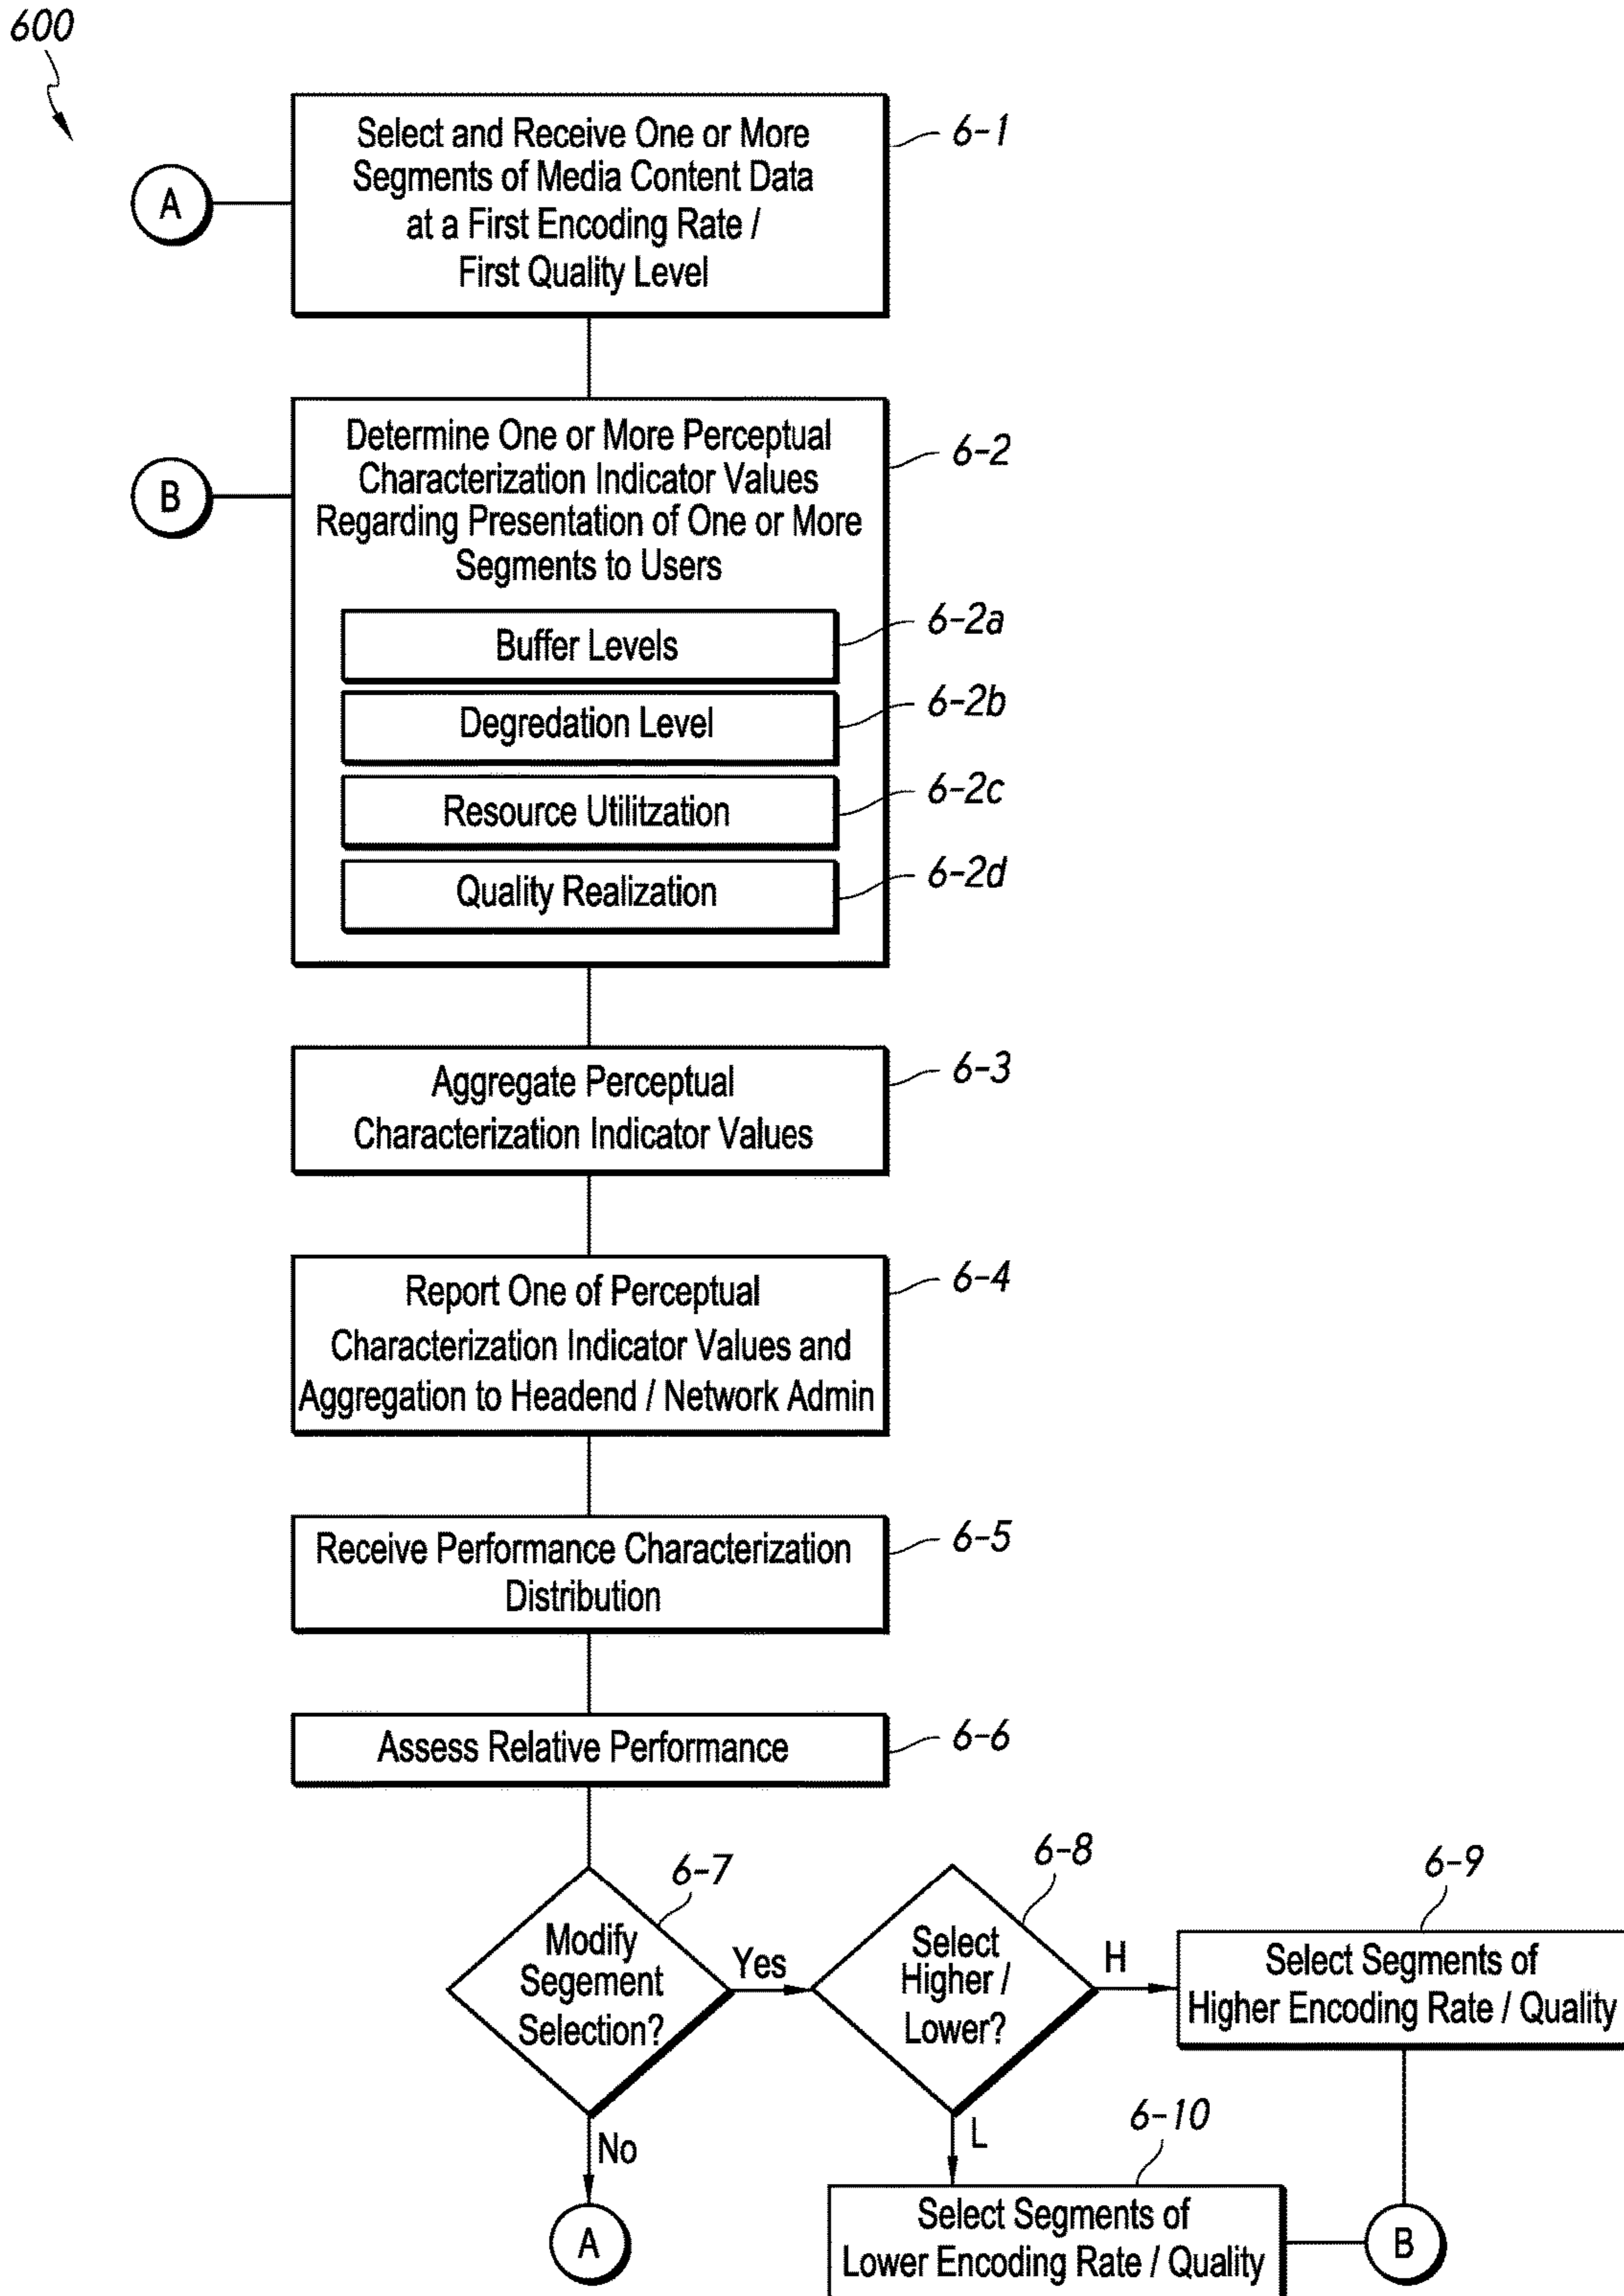 600
Select and Receive One or More
Segments of Media Content Data
at a First Encoding Rate /
First Quality Level
6-1
A
Determine One or More Perceptual
Characterization Indicator Values
Regarding Presentation of One or More
Segments to Users
6-2
B
Buffer Levels
6-2a
Degredation Level
6-2b
Resource Utilitzation
6-2c
Quality Realization
6-2d
Aggregate Perceptual
Characterization Indicator Values
6-3
Report One of Perceptual
Characterization Indicator Values and
Aggregation to Headend / Network Admin
6-4
Receive Performance Characterization
Distribution
6-5
Assess Relative Performance
6-6
Modify
Segement
Selection?
6-7
Yes
No
A
Select
Higher /
Lower?
6-8
H
L
Select Segments of
Higher Encoding Rate / Quality
6-9
Select Segments of
Lower Encoding Rate / Quality
6-10
B